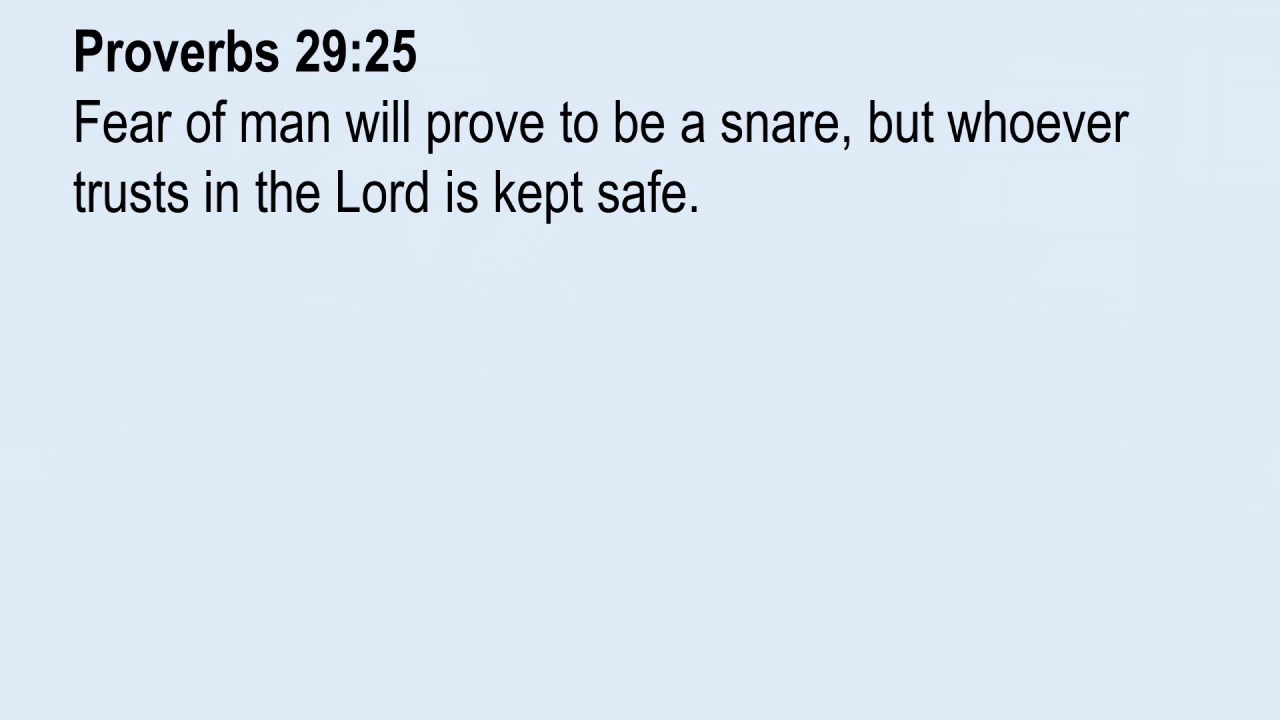 Proverbs 29:25
Fear of man will prove to be a snare, but whoever
trusts in the Lord is kept safe.